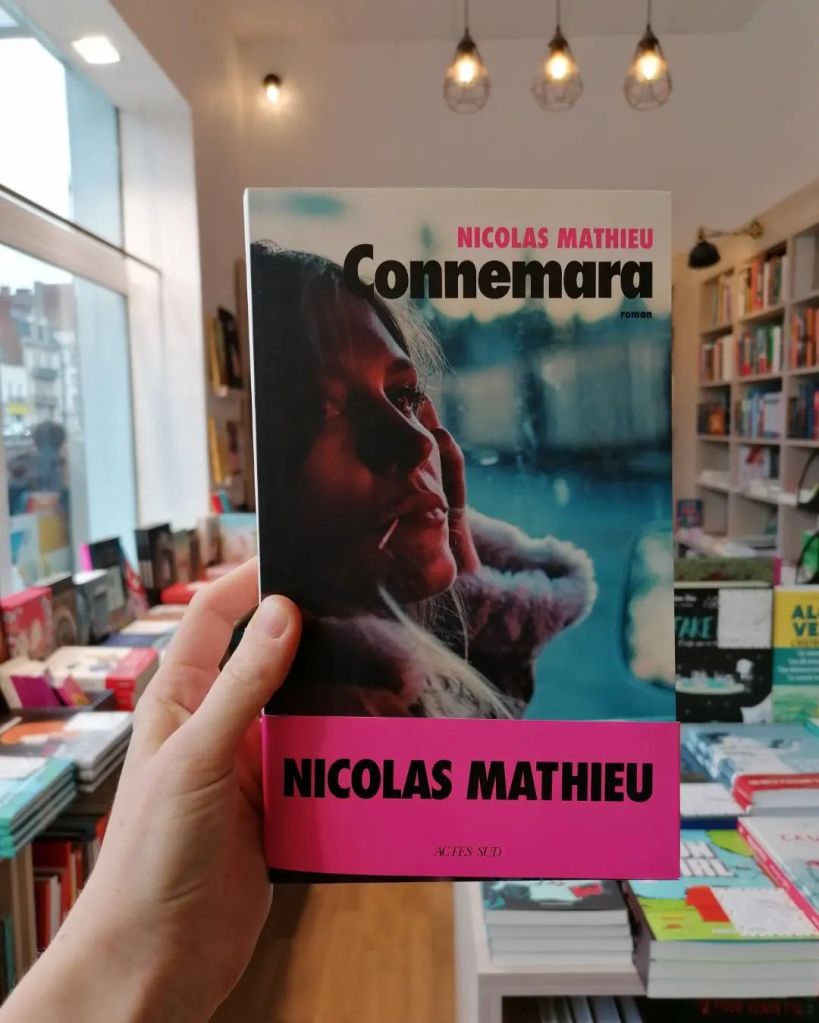 NICOLAS MATHIEU
Connemara
roman
NICOLAS MATHIEU
ACTES SUD